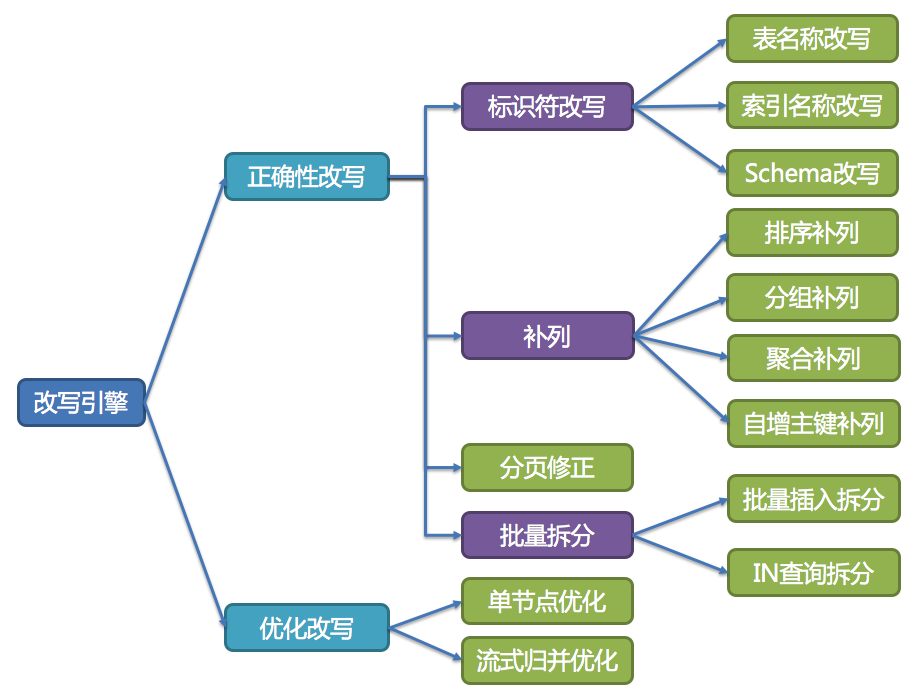 改写引擎
正确性改写
标识符改写
表名称改写
索引名称改写
Schema改写
补列
排序补列
分组补列
聚合补列
自增主键补列
分页修正
批量拆分
批量插入拆分
IN查询拆分
优化改写
单节点优化
流式归并优化